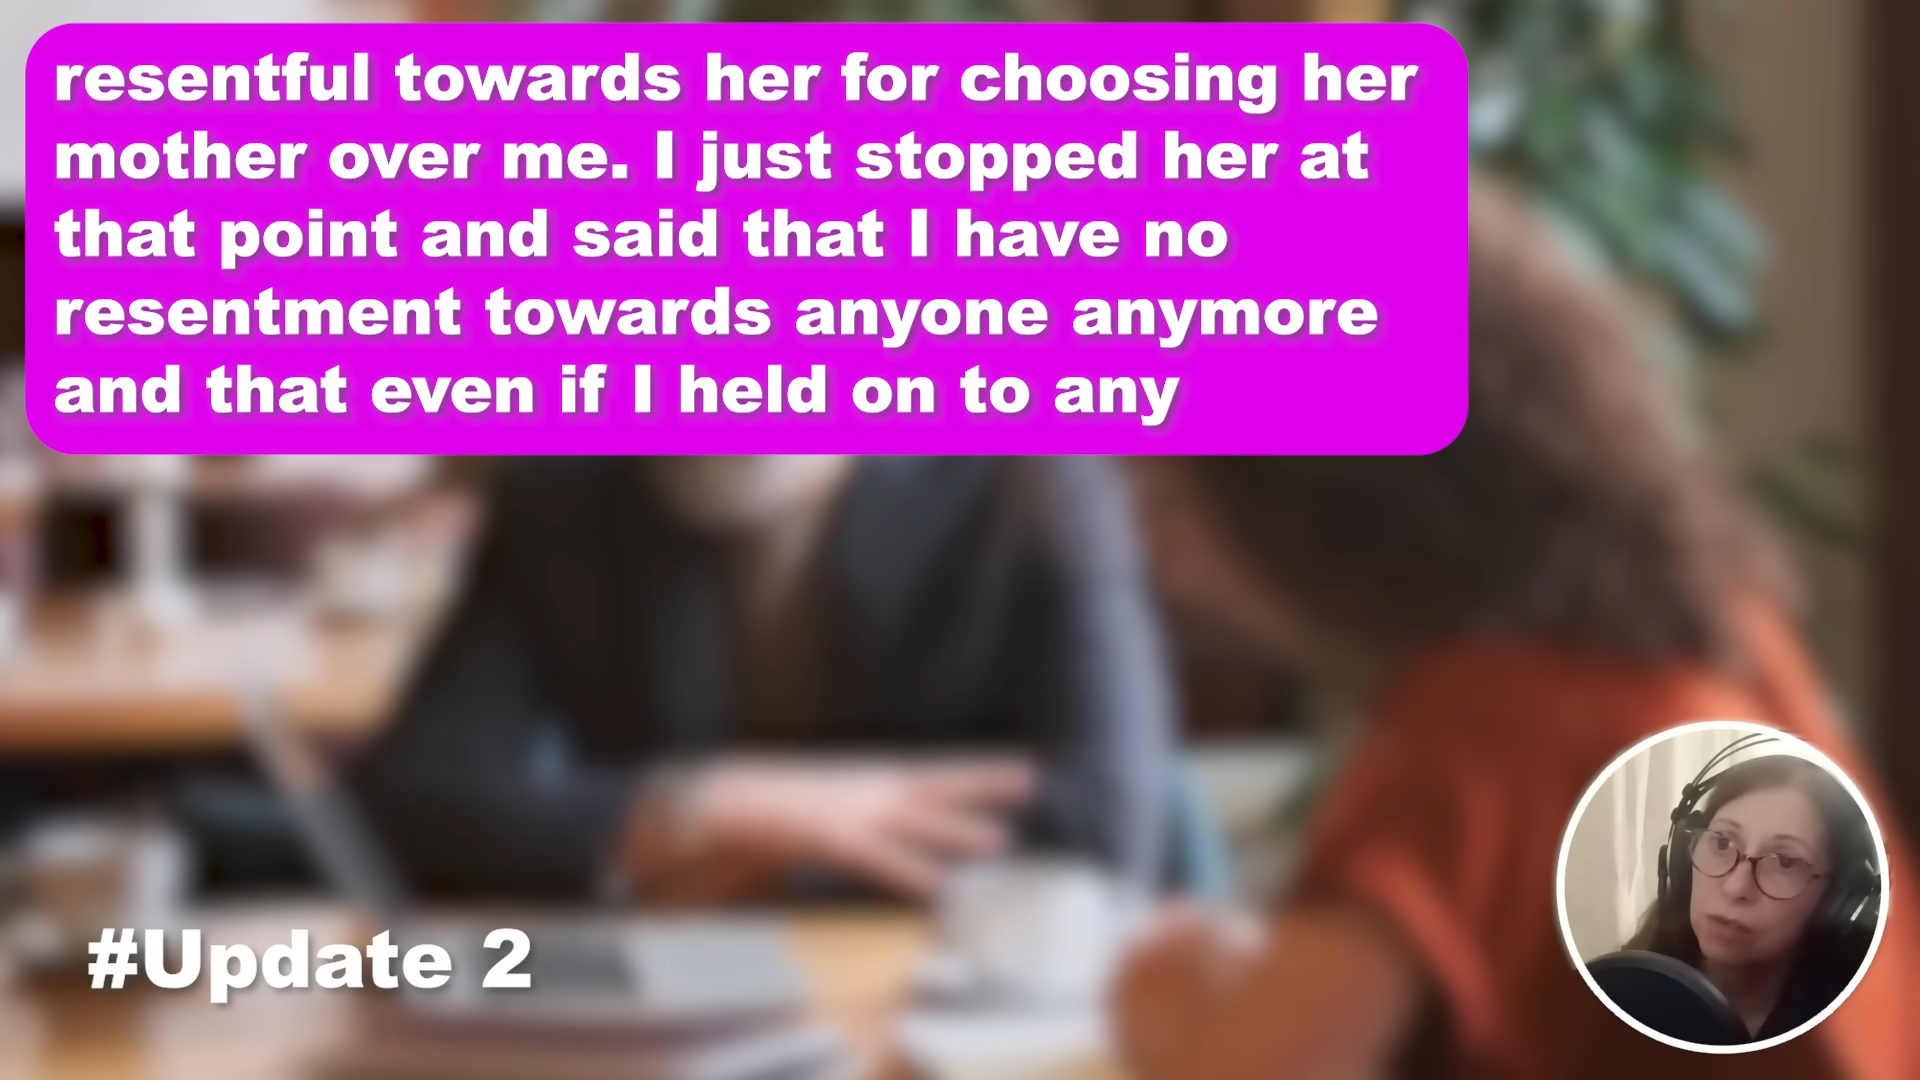 resentful towards her for choosing her
mother over me. I just stopped her at
that point and said that I have no
resentment towards anyone anymore
and that even if I held on to any
#Update 2